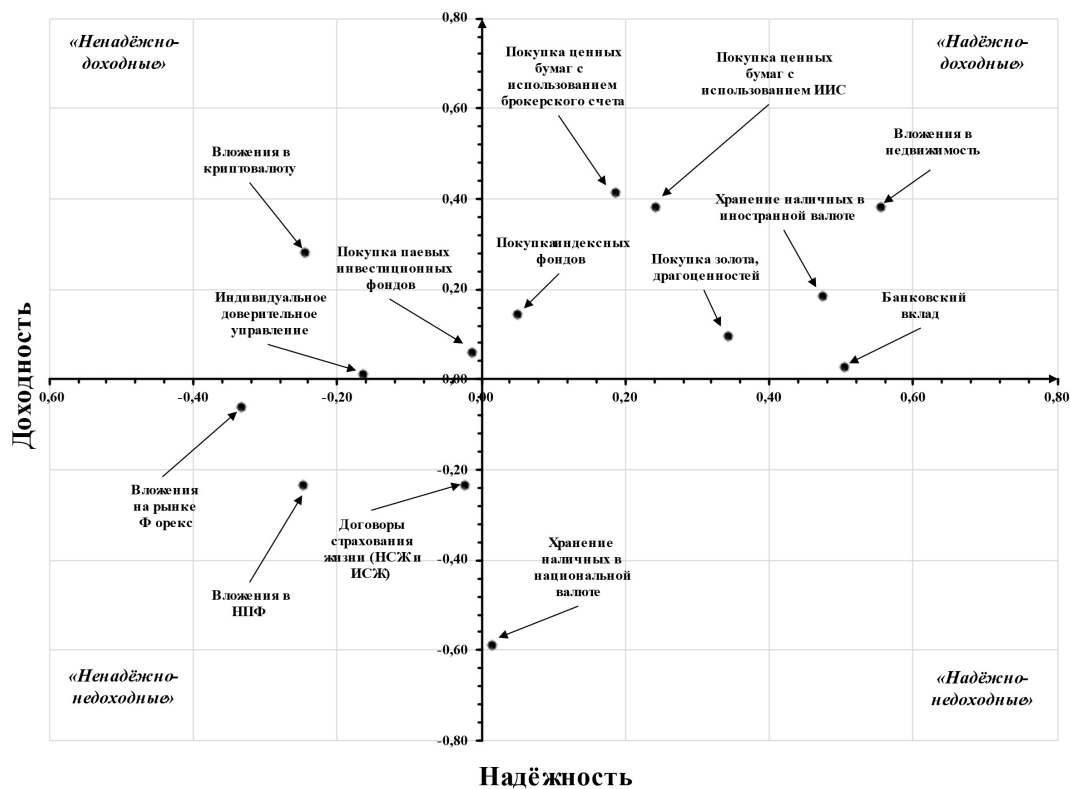 0,80
«Ненадёжно-
доходные»
«Надёжно-
доходные»
Покупка ценных
бумаг с
использованием
брокерского счета
Покупка ценных
бумаг с
использованием ИИС
0,60
Вложения в
недвижимость
Вложения в
криптовалюту
0,40
Хранение наличных в
иностранной валюте
Покупка паевых
инвестиционных
фондов
Покупка индексных
фондов
Покупка золота,
драгоценностей
0,20
Индивидуальное
доверительное
управление
Банковский
вклад
0,00
0,60
-0,40
-0,20
0,00
0,20
0,40
0,60
0,80
Доходность
-0,20
Вложения
на рынке
Форекс
Договоры
страхования
жизни (НСЖ и
ИСЖ)
-0,40
Хранение
наличных в
национальной
валюте
Вложения в
НПФ
-0,60
«Ненадёжно-
недоходные»
«Надёжно-
недоходные»
-0,80
Надёжность